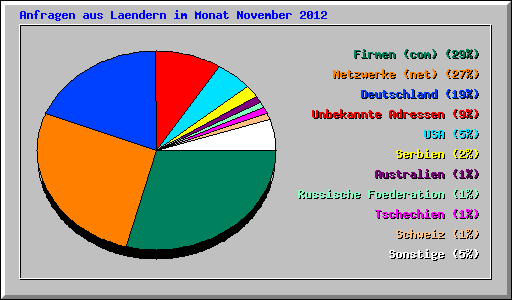 Anfragen aus Laendern im Monat November 2012
Firmen (com) (29%)
Netzwerke (net) (27%)
Deutschland (19%)
Unbekannte Adressen (9%)
USA (5%)
Serbien (2%)
Australien (1%)
Russische Foederation (1%)
Tschechien (1%)
Schweiz (1%)
Sonstige (5%)